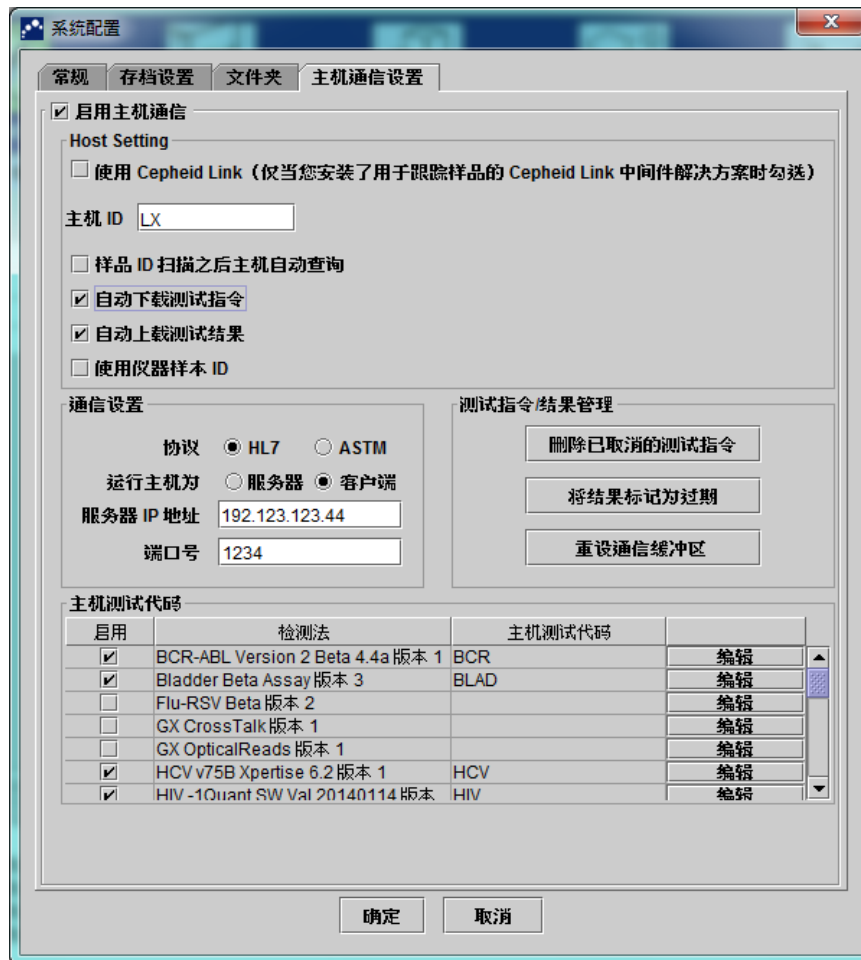 系统配置
常规 存档设置 文件夹 主机通信设置
启用主机通信
Host Setting
使用 Cepheid Link（仅当您安装了用于跟踪样品的 Cepheid Link 中间件解决方案时勾选）
主机 ID LX
样品 ID 扫描之后主机自动查询
自动下载测试指令
自动上载测试结果
使用仪器样本 ID
通信设置
协议 HL7 ASTM
运行主机为 服务器 客户端
服务器 IP 地址 192.123.123.44
端口号 1234
测试指令/结果管理
删除已取消的测试指令
将结果标记为过期
重设通信缓冲区
主机测试代码
启用 检测法 主机测试代码
BCR-ABL Version 2 Beta 4.4a 版本 1 BCR 编辑
Bladder Beta Assay 版本 3 BLAD 编辑
Flu-RSV Beta 版本 2 编辑
GX CrossTalk 版本 1 编辑
GX OpticalReads 版本 1 编辑
HCV v75B Xpertise 6.2 版本 1 HCV 编辑
HIV -1Quant SW Val 20140114 版本 HIV 编辑
确定 取消